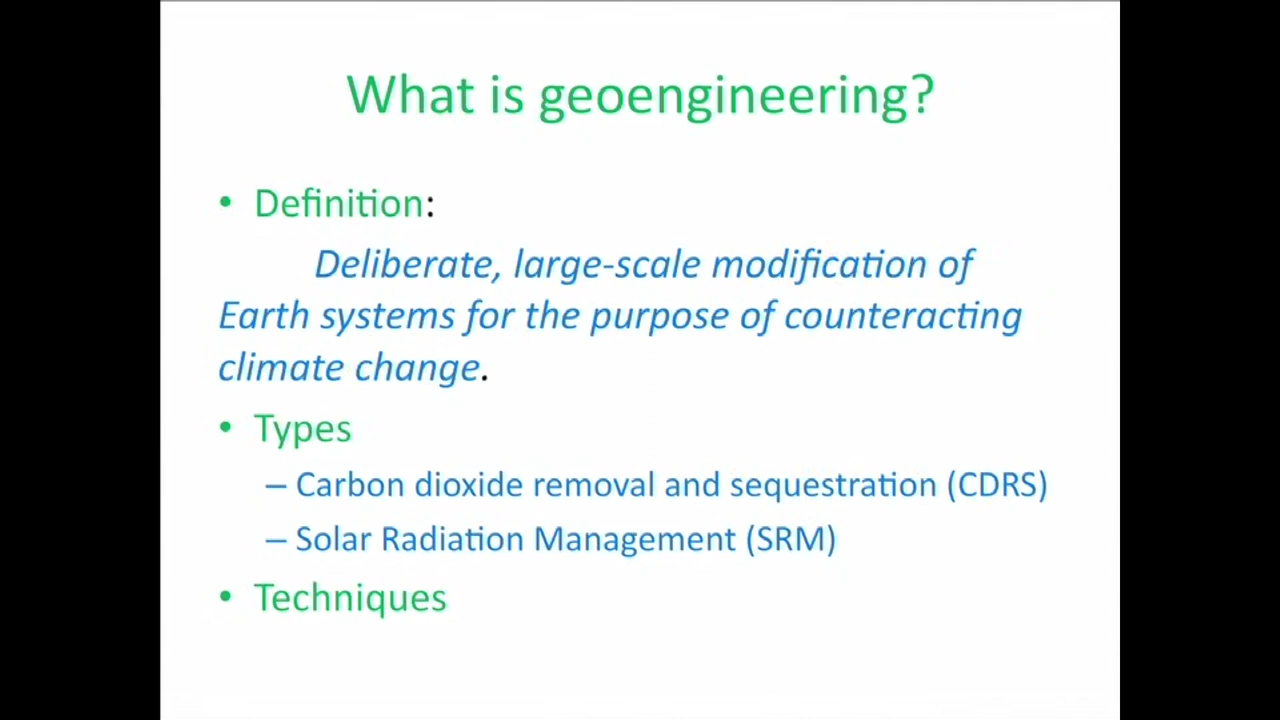 What is geoengineering?
• Definition:
Deliberate, large-scale modification of
Earth systems for the purpose of counteracting
climate change.
• Types
– Carbon dioxide removal and sequestration (CDRS)
– Solar Radiation Management (SRM)
• Techniques